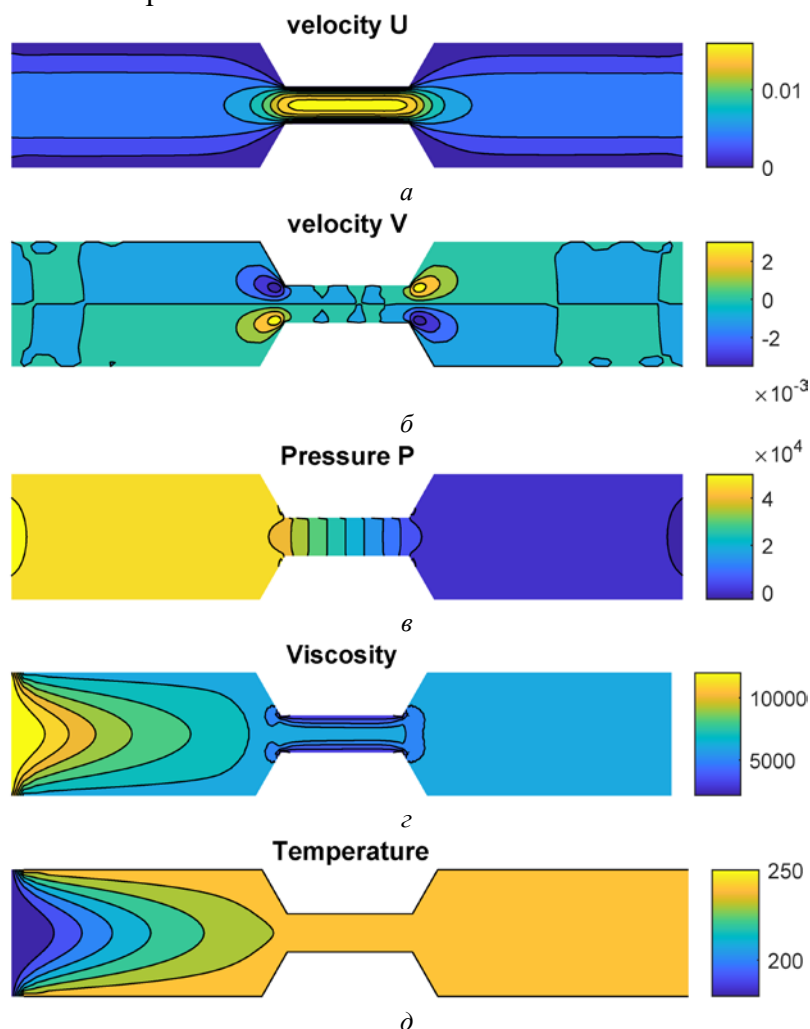 velocity U
0.01
0
а
velocity V
2
0
-2
×10⁻³
б
×10⁴
Pressure P
4
2
0
в
Viscosity
10000
5000
г
Temperature
250
200
д